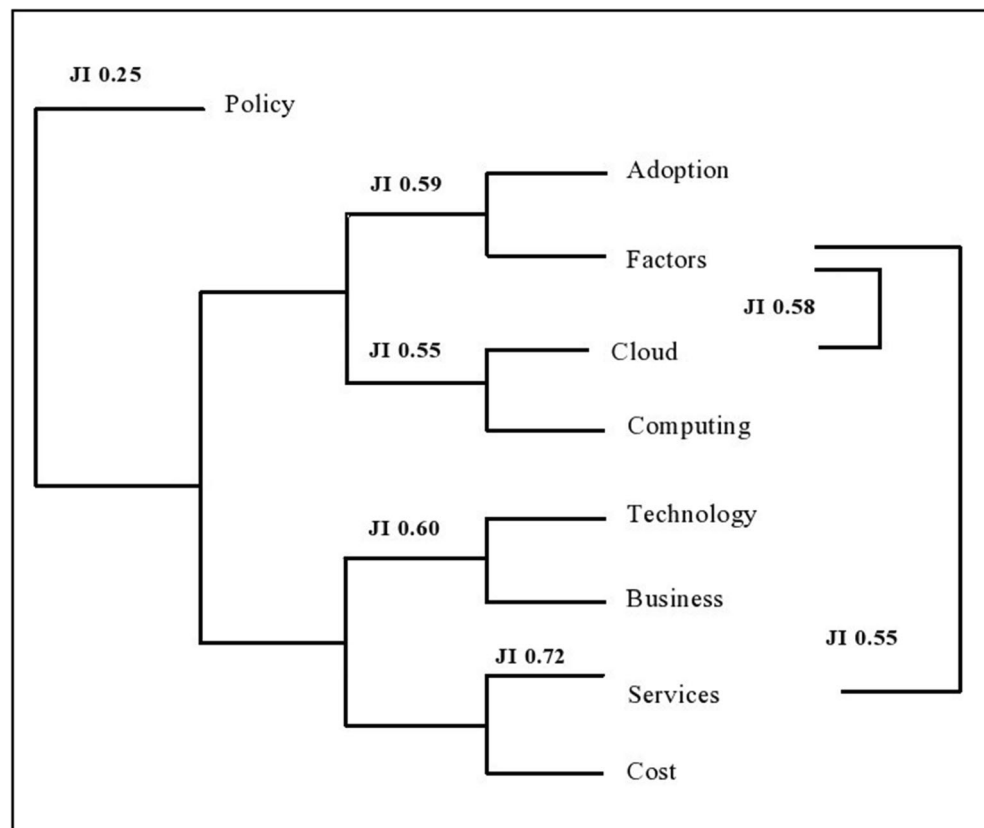 JI 0.25
Policy
Adoption
JI 0.59
Factors
JI 0.58
JI 0.55
Cloud
Computing
Technology
JI 0.60
Business
JI 0.55
JI 0.72
Services
Cost